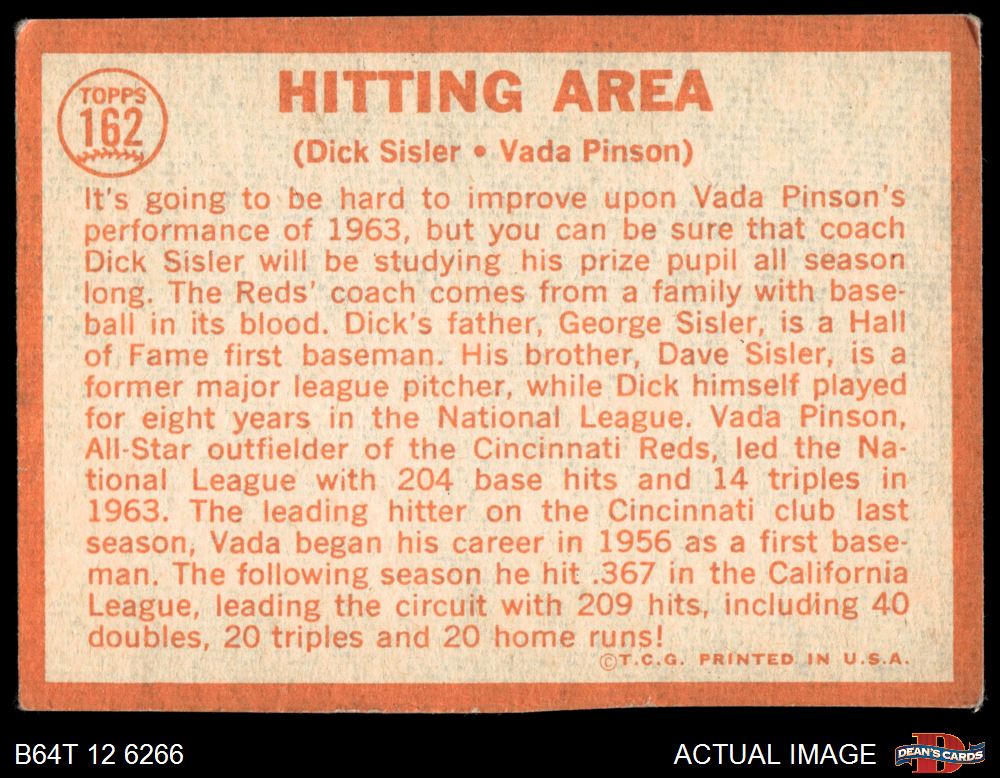 TOPPS
162
HITTING AREA
(Dick Sisler • Vada Pinson)
It's going to be hard to improve upon Vada Pinson's
performance of 1963, but you can be sure that coach
Dick Sisler will be studying his prize pupil all season
long. The Reds' coach comes from a family with base-
ball in its blood. Dick's father, George Sisler, is a Hall
of Fame first baseman. His brother, Dave Sisler, is a
former major league pitcher, while Dick himself played
for eight years in the National League. Vada Pinson,
All-Star outfielder of the Cincinnati Reds, led the Na-
tional League with 204 base hits and 14 triples in
1963. The leading hitter on the Cincinnati club last
season, Vada began his career in 1956 as a first base-
man. The following season he hit .367 in the California
League, leading the circuit with 209 hits, including 40
doubles, 20 triples and 20 home runs!
©T.C.G. PRINTED IN U.S.A.
B64T 12 6266
ACTUAL IMAGE
DEAN'S CARDS